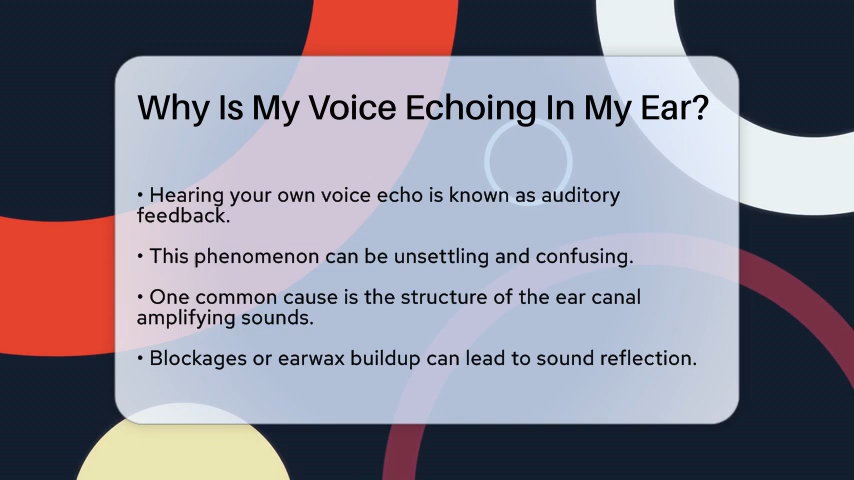 Why Is My Voice Echoing In My Ear?
• Hearing your own voice echo is known as auditory
feedback.
• This phenomenon can be unsettling and confusing.
• One common cause is the structure of the ear canal
amplifying sounds.
• Blockages or earwax buildup can lead to sound reflection.